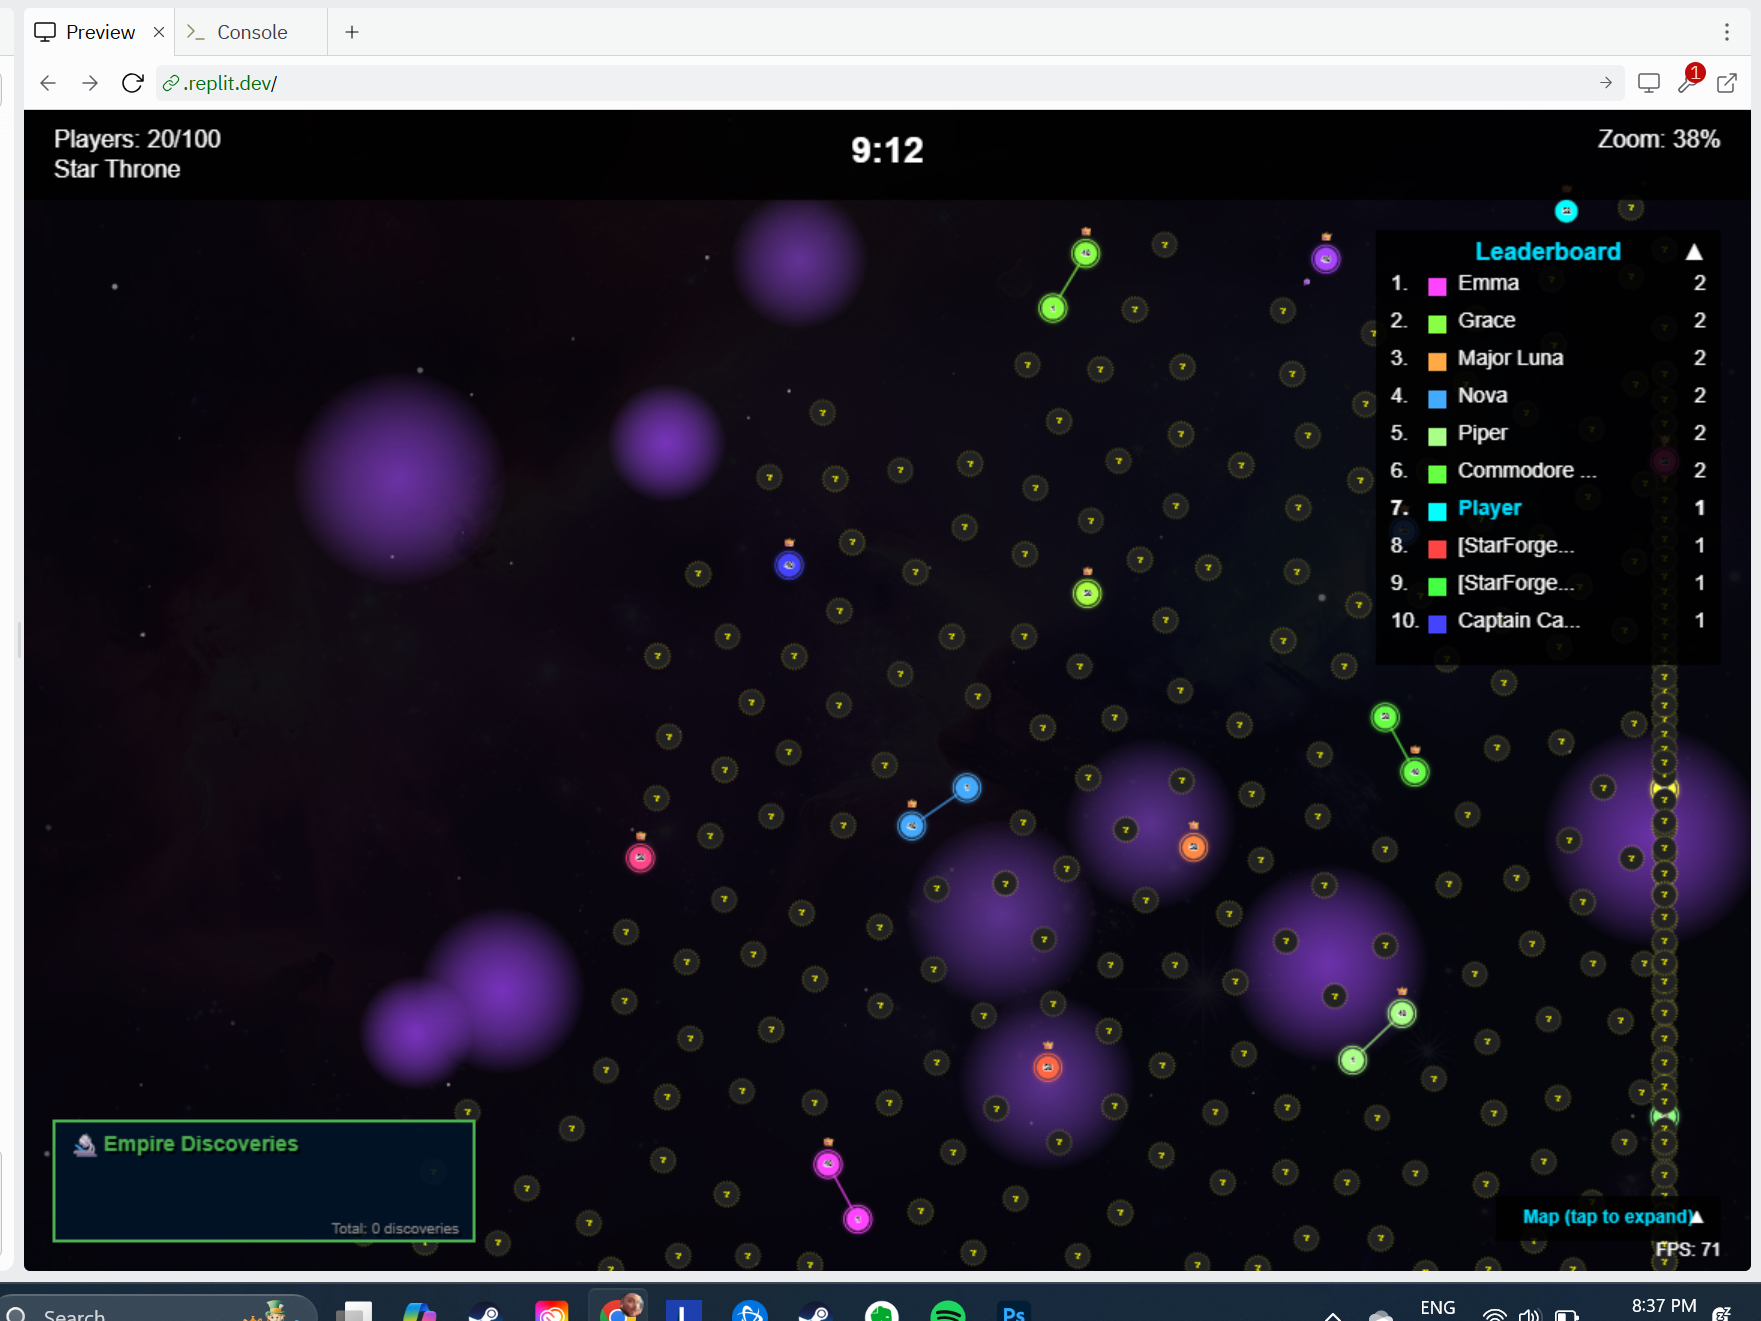 Preview
Console
.replit.dev/
1
Players: 20/100
Star Throne
9:12
Zoom: 38%
Leaderboard ▲
1. Emma 2
2. Grace 2
3. Major Luna 2
4. Nova 2
5. Piper 2
6. Commodore ... 2
7. Player 1
8. [StarForge... 1
9. [StarForge... 1
10. Captain Ca... 1
Empire Discoveries
Total: 0 discoveries
Map (tap to expand)▲
FPS: 71
Search
Ps
ENG
8:37 PM